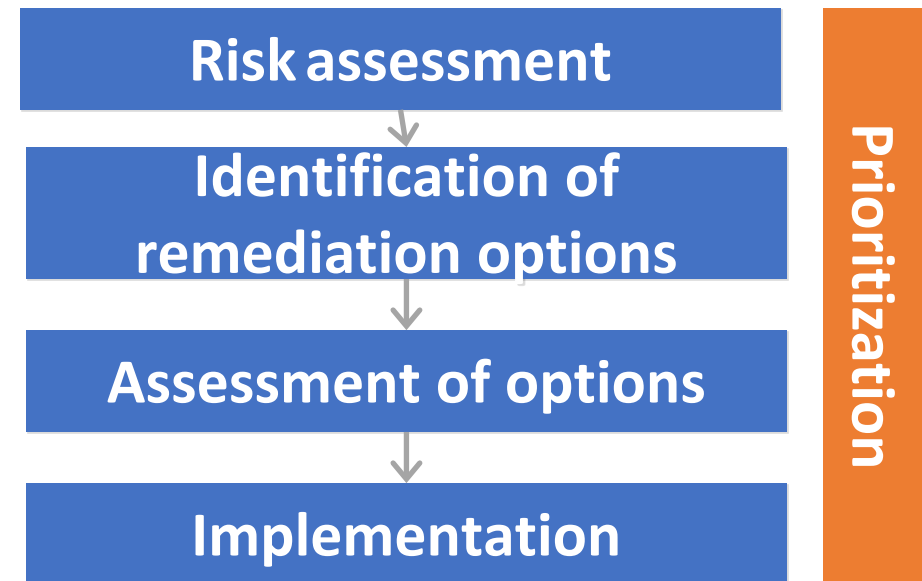 Risk assessment
Identification of
remediation options
Assessment of options
Implementation
Prioritization